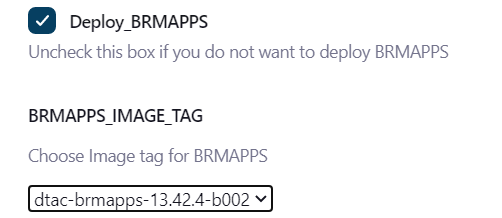 Deploy_BRMAPPS
Uncheck this box if you do not want to deploy BRMAPPS
BRMAPPS_IMAGE_TAG
Choose Image tag for BRMAPPS
dtac-brmapps-13.42.4-b002